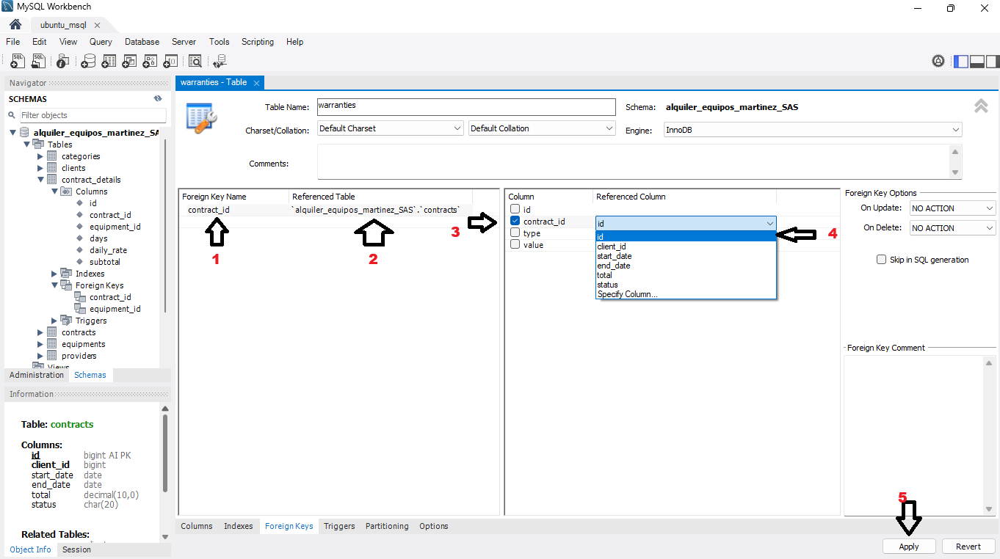 MySQL Workbench
ubuntu_msql
File Edit View Query Database Server Tools Scripting Help
Navigator
SCHEMAS
Filter objects
alquiler_equipos_martinez_SA
Tables
categories
clients
contract_details
Columns
id
contract_id
equipment_id
days
daily_rate
subtotal
Indexes
Foreign Keys
contract_id
equipment_id
Triggers
contracts
equipments
providers
Views
Administration Schemas
Information
Table: contracts
Columns:
id bigint AI PK
client_id bigint
start_date date
end_date date
total decimal(10,0)
status char(20)
Related Tables:
Object Info Session
warranties - Table
Table Name: warranties Schema: alquiler_equipos_martinez_SAS
Charset/Collation: Default Charset Default Collation Engine: InnoDB
Comments:
Foreign Key Name Referenced Table
contract_id `alquiler_equipos_martinez_SAS`.`contracts`
1
2
3
Column Referenced Column
id
contract_id id
type
value
id
client_id
start_date
end_date
total
status
Specify Column...
4
Foreign Key Options
On Update: NO ACTION
On Delete: NO ACTION
Skip in SQL generation
Foreign Key Comment
5
Columns Indexes Foreign Keys Triggers Partitioning Options
Apply Revert